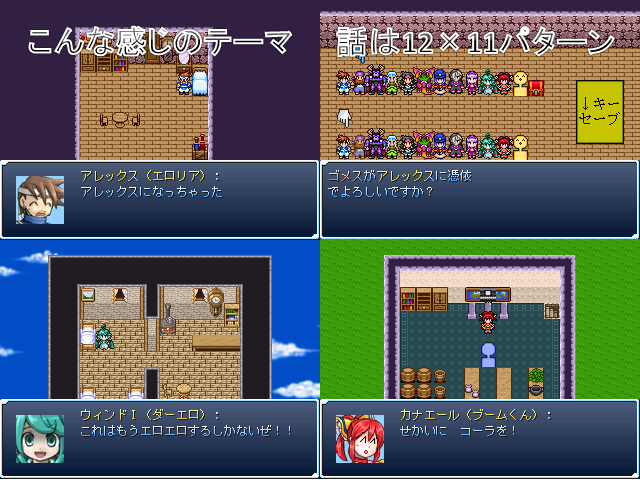 こんな感じのテーマ
話は12×11パターン
↓キー
セーブ
アレックス（エロリア）：
アレックスになっちゃった
ゴメスがアレックスに憑依
でよろしいですか？
ウィンドI（ダーエロ）：
これはもうエロエロするしかないぜ！！
カナエール（ブームくん）：
せかいに　コーラを！